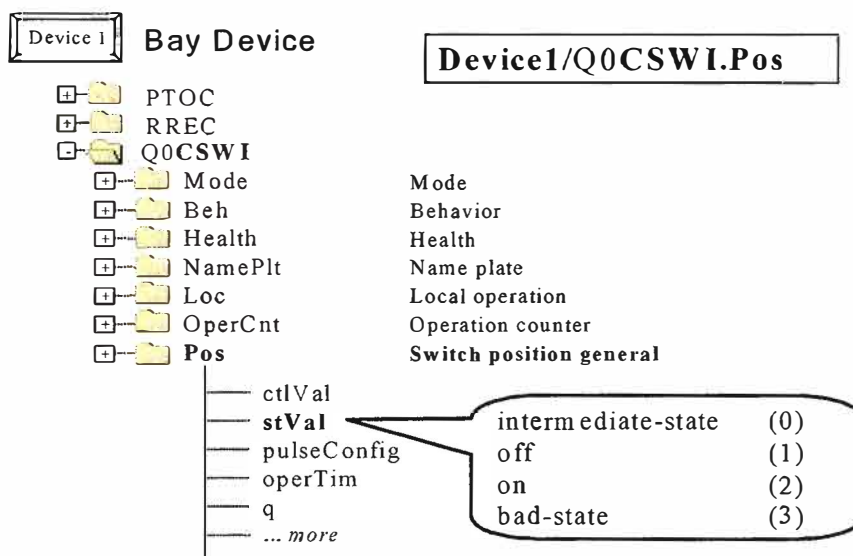 Device 1
Bay Device
Device1/Q0CSWI.Pos
PTOC
RREC
Q0CSWI
Mode Mode
Beh Behavior
Health Health
NamePlt Name plate
Loc Local operation
OperCnt Operation counter
Pos Switch position general
ctlVal
stVal
pulseConfig
operTim
q
... more
intermediate-state (0)
off (1)
on (2)
bad-state (3)